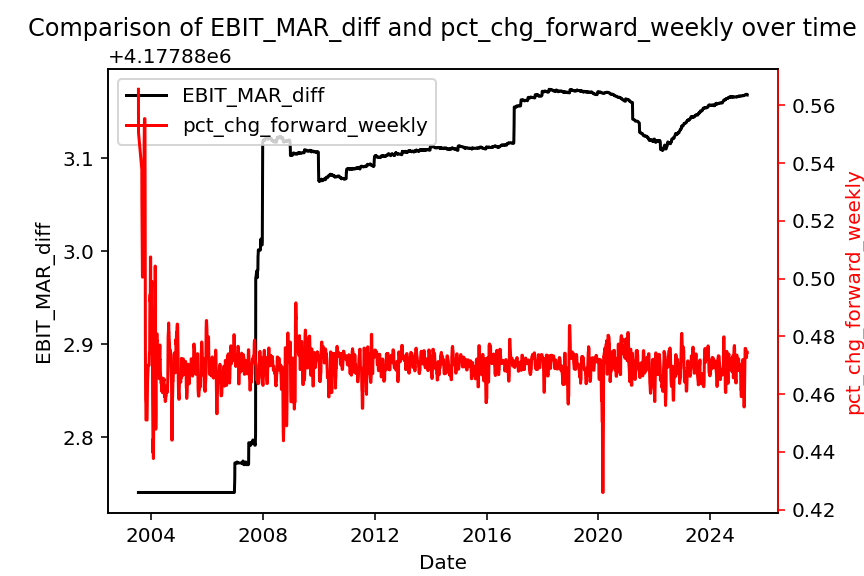 Comparison of EBIT_MAR_diff and pct_chg_forward_weekly over time
+4.17788e6
EBIT_MAR_diff
pct_chg_forward_weekly
3.1
3.0
2.9
2.8
EBIT_MAR_diff
0.56
0.54
0.52
0.50
0.48
0.46
0.44
0.42
pct_chg_forward_weekly
2004 2008 2012 2016 2020 2024
Date